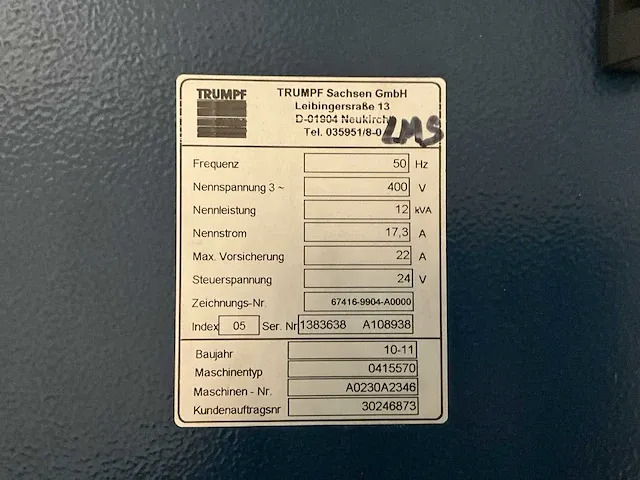 TRUMPF
TRUMPF Sachsen GmbH
Leibingersraße 13
D-01904 Neukirch
Tel. 035951/8-0
LMS
Frequenz 50 Hz
Nennspannung 3 ~ 400 V
Nennleistung 12 kVA
Nennstrom 17,3 A
Max. Vorsicherung 22 A
Steuerspannung 24 V
Zeichnungs-Nr. 67416-9904-A0000
Index 05 Ser. Nr 1383638 A108938
Baujahr 10-11
Maschinentyp 0415570
Maschinen - Nr. A0230A2346
Kundenauftragsnr 30246873